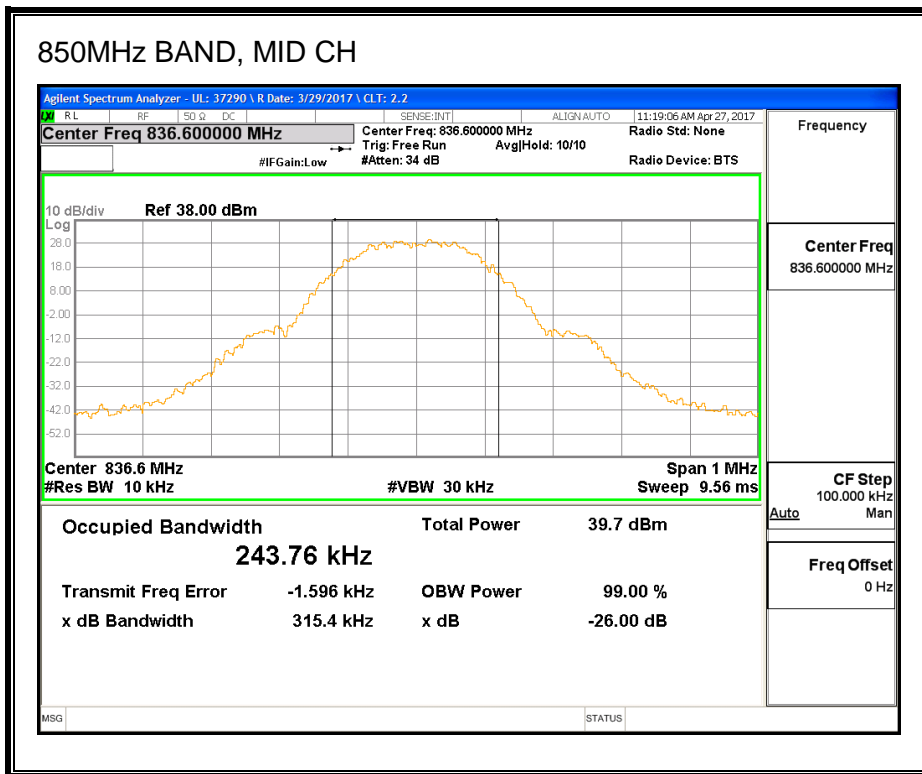 850MHz BAND, MID CH
Agilent Spectrum Analyzer - UL: 37290 \ R Date: 3/29/2017 \ CLT: 2.2
LXI RL RF 50 Ω DC SENSE:INT ALIGN AUTO 11:19:06 AM Apr 27, 2017
Center Freq 836.600000 MHz
Center Freq: 836.600000 MHz
Radio Std: None
Trig: Free Run Avg|Hold: 10/10
#IFGain:Low #Atten: 34 dB Radio Device: BTS
Frequency
10 dB/div Ref 38.00 dBm
Log
28.0
18.0
8.00
-2.00
-12.0
-22.0
-32.0
-42.0
-52.0
Center 836.6 MHz Span 1 MHz
#Res BW 10 kHz #VBW 30 kHz Sweep 9.56 ms
Center Freq
836.600000 MHz
CF Step
100.000 kHz
Auto Man
Freq Offset
0 Hz
Occupied Bandwidth Total Power 39.7 dBm
243.76 kHz
Transmit Freq Error -1.596 kHz OBW Power 99.00 %
x dB Bandwidth 315.4 kHz x dB -26.00 dB
MSG STATUS